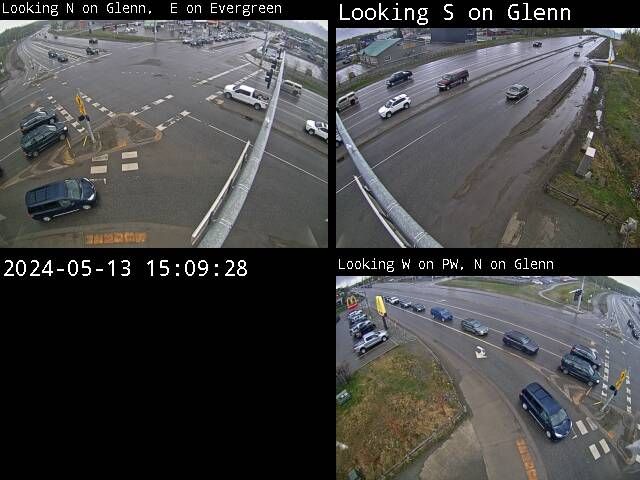 Looking N on Glenn,  E on Evergreen
Looking S on Glenn
2024-05-13 15:09:28
Looking W on PW, N on Glenn